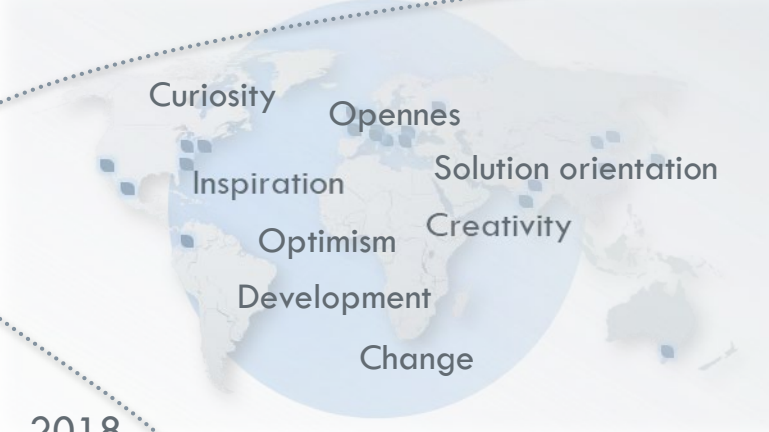 Curiosity
Opennes
Solution orientation
Inspiration
Creativity
Optimism
Development
Change
2018